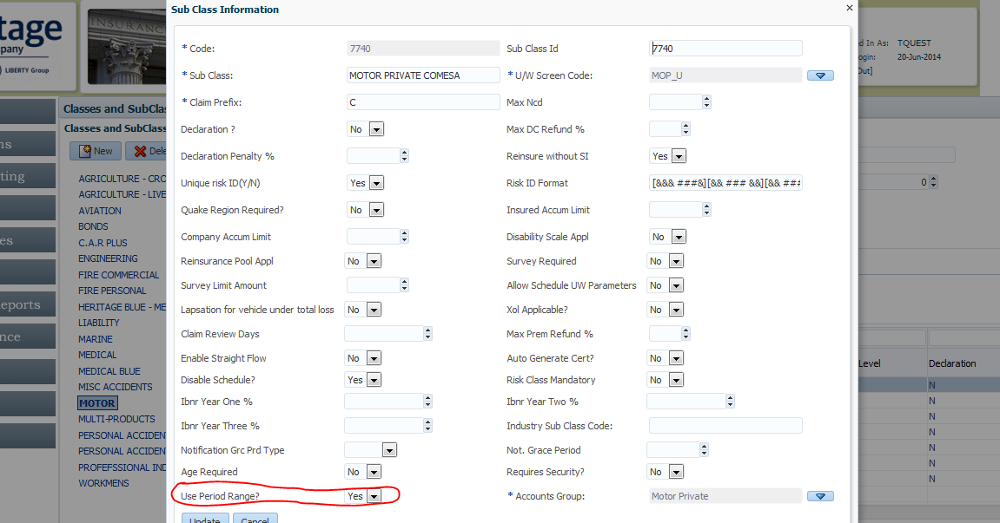 Sub Class Information
tage
mpany
LIBERTY Group
INSURANC
d In As: TQUEST
ogin: 20-Jun-2014
Out]
* Code: 7740 Sub Class Id 7740
* Sub Class: MOTOR PRIVATE COMESA * U/W Screen Code: MOP_U
* Claim Prefix: C Max Ncd
Declaration ? No Max DC Refund %
Declaration Penalty % Reinsure without SI Yes
Unique risk ID(Y/N) Yes Risk ID Format [&&& ###&][&& ### &&][&& ##
Quake Region Required? No Insured Accum Limit
Company Accum Limit Disability Scale Appl No
Reinsurance Pool Appl No Survey Required No
Survey Limit Amount Allow Schedule UW Parameters No
Lapsation for vehicle under total loss No Xol Applicable? No
Claim Review Days Max Prem Refund %
Enable Straight Flow No Auto Generate Cert? No
Disable Schedule? Yes Risk Class Mandatory No
Ibnr Year One % Ibnr Year Two %
Ibnr Year Three % Industry Sub Class Code:
Notification Grc Prd Type Not. Grace Period
Age Required No Requires Security? No
Use Period Range? Yes * Accounts Group: Motor Private
Update Cancel
Classes and SubClas
Classes and SubClass
New Dele
AGRICULTURE - CRO
AGRICULTURE - LIVE
AVIATION
BONDS
C.A.R PLUS
ENGINEERING
FIRE COMMERCIAL
FIRE PERSONAL
HERITAGE BLUE - ME
LIABILITY
MARINE
MEDICAL
MEDICAL BLUE
MISC ACCIDENTS
MOTOR
MULTI-PRODUCTS
PERSONAL ACCIDEN
PERSONAL ACCIDEN
PROFEFSSIONAL IND
WORKMENS
ns
ting
es
eports
nce
0
Level Declaration
N
N
N
N
N
N
N